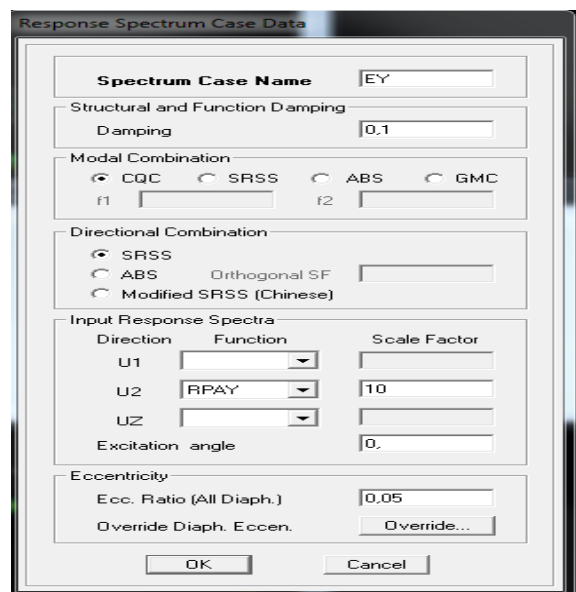 Response Spectrum Case Data
Spectrum Case Name EY
Structural and Function Damping
Damping 0,1
Modal Combination
CQC SRSS ABS GMC
f1 f2
Directional Combination
SRSS
ABS Orthogonal SF
Modified SRSS (Chinese)
Input Response Spectra
Direction Function Scale Factor
U1
U2 RPAY 10
UZ
Excitation angle 0,
Eccentricity
Ecc. Ratio (All Diaph.) 0,05
Override Diaph. Eccen. Override...
OK Cancel